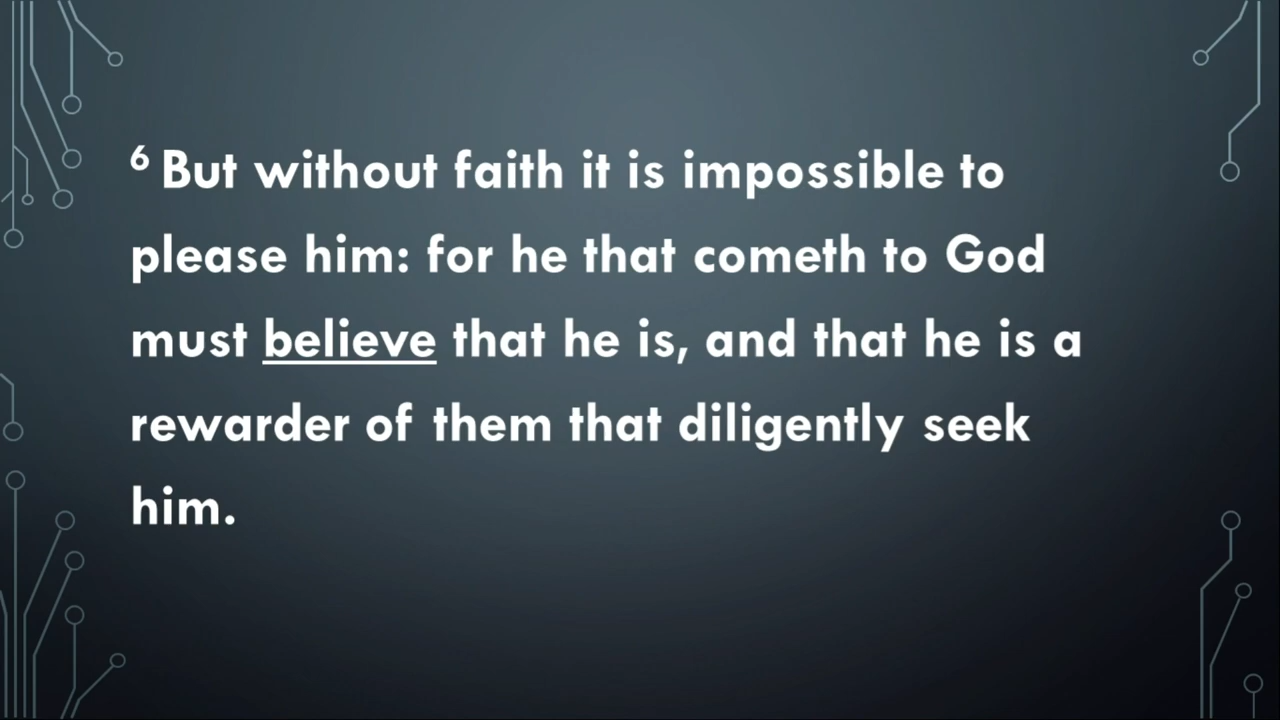 ⁶ But without faith it is impossible to
please him: for he that cometh to God
must believe that he is, and that he is a
rewarder of them that diligently seek
him.